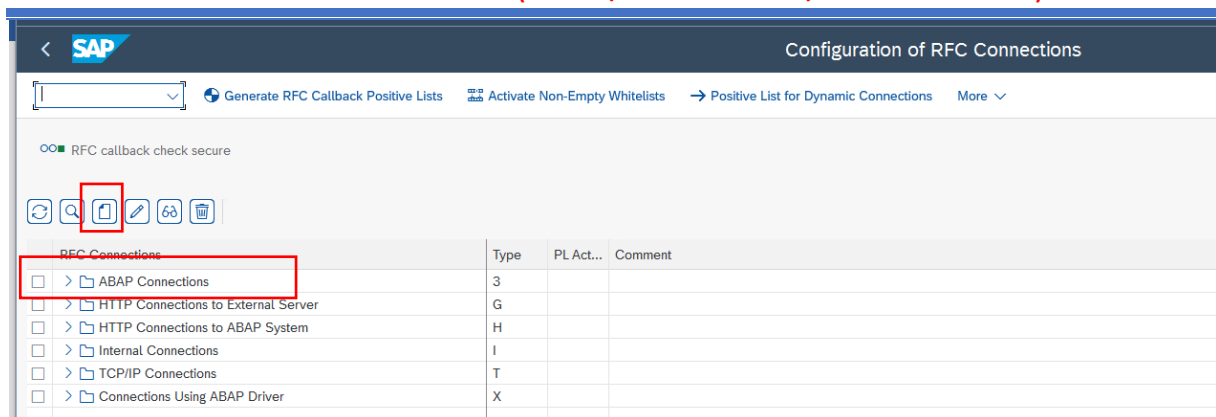 SAP
Configuration of RFC Connections
Generate RFC Callback Positive Lists Activate Non-Empty Whitelists Positive List for Dynamic Connections More
RFC callback check secure
RFC Connections Type PL Act... Comment
ABAP Connections 3
HTTP Connections to External Server G
HTTP Connections to ABAP System H
Internal Connections I
TCP/IP Connections T
Connections Using ABAP Driver X